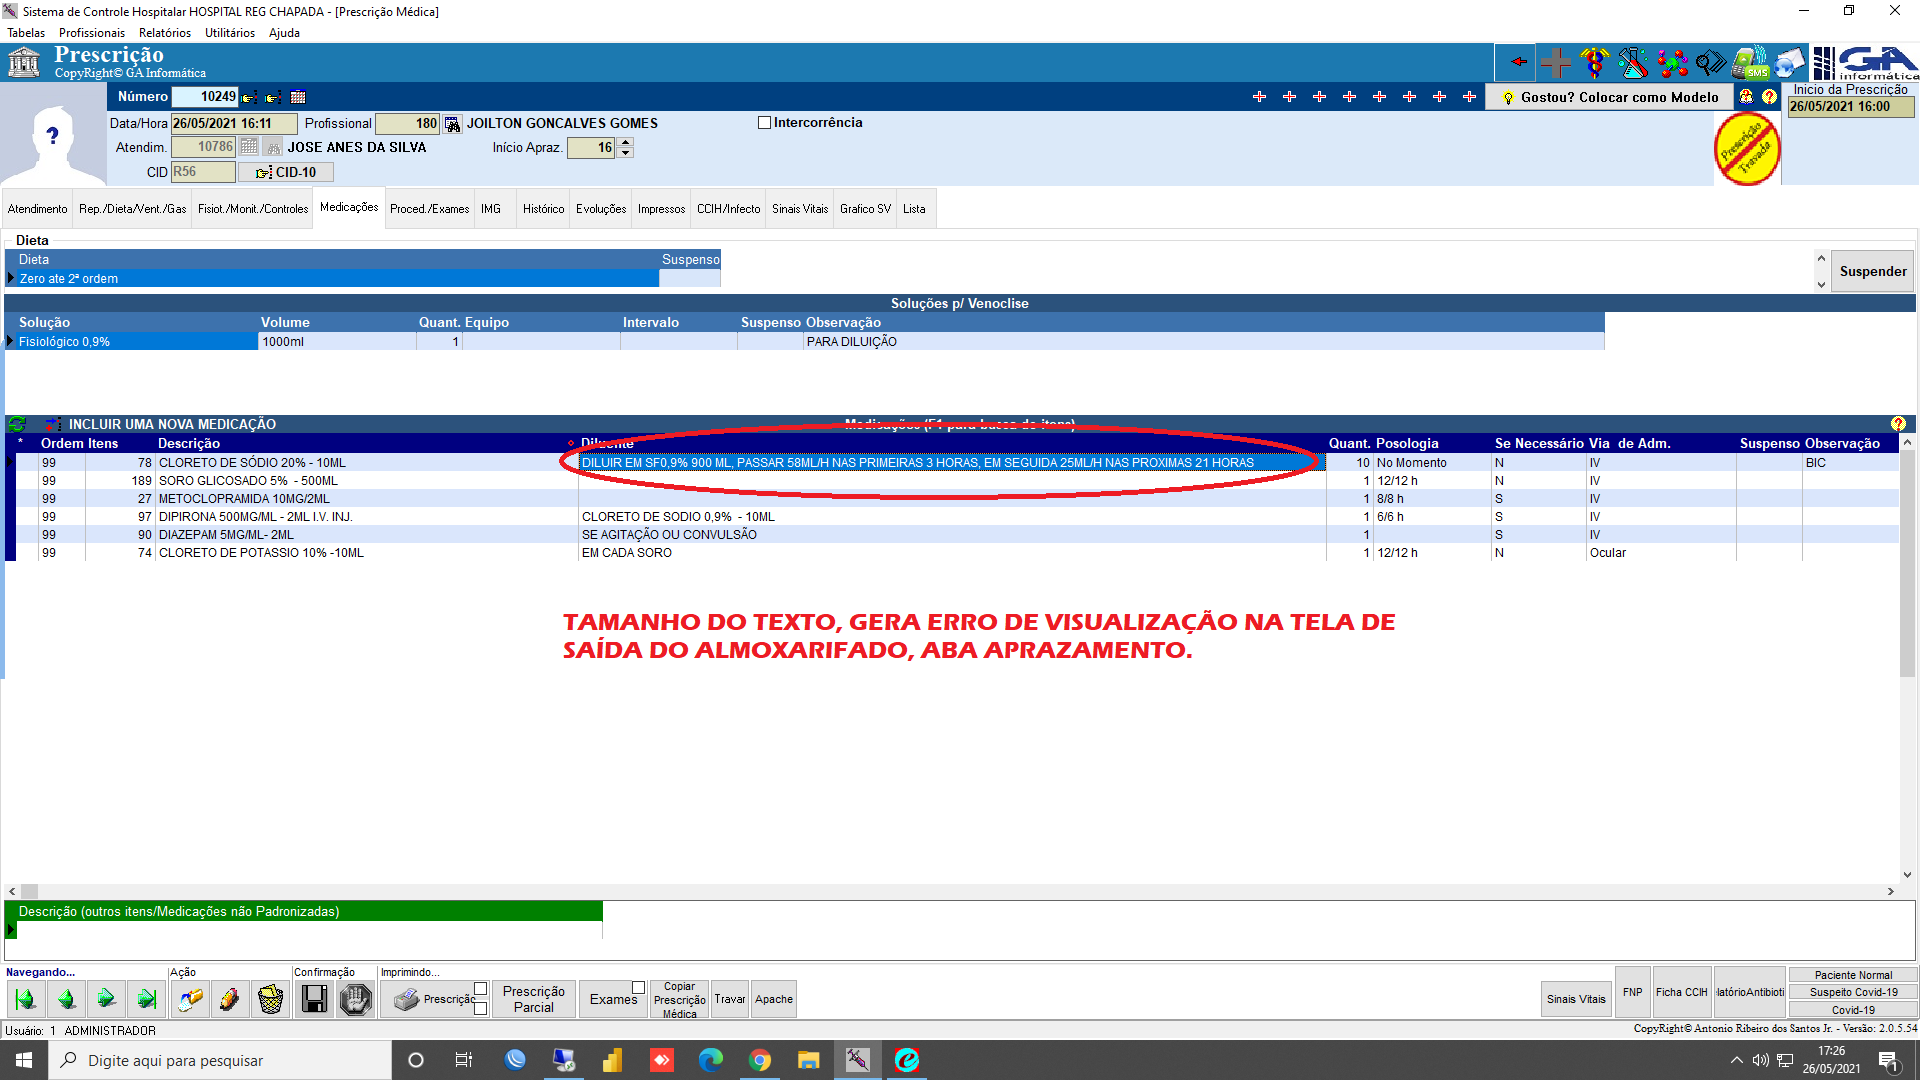 Sistema de Controle Hospitalar HOSPITAL REG CHAPADA - [Prescrição Médica]
Tabelas Profissionais Relatórios Utilitários Ajuda
Prescrição
CopyRight© GA Informática
SMS
GA
informática
Número 10249
Gostou? Colocar como Modelo
Inicio da Prescrição
26/05/2021 16:00
Data/Hora 26/05/2021 16:11 Profissional 180 JOILTON GONCALVES GOMES
Intercorrência
Atendim. 10786 JOSE ANES DA SILVA Início Apraz. 16
CID R56 CID-10
Prescrição
Travada
Atendimento Rep./Dieta/Vent./Gas Fisiot./Monit./Controles Medicações Proced./Exames IMG Histórico Evoluções Impressos CCIH/Infecto Sinais Vitais Grafico SV Lista
Dieta
Dieta Suspenso
Zero ate 2ª ordem
Suspender
Soluções p/ Venoclise
Solução Volume Quant. Equipo Intervalo Suspenso Observação
Fisiológico 0,9% 1000ml 1 PARA DILUIÇÃO
INCLUIR UMA NOVA MEDICAÇÃO Medicações (F1 para busca de itens)
* Ordem Itens Descrição Diluente Quant. Posologia Se Necessário Via de Adm. Suspenso Observação
99 78 CLORETO DE SÓDIO 20% - 10ML DILUIR EM SF0,9% 900 ML, PASSAR 58ML/H NAS PRIMEIRAS 3 HORAS, EM SEGUIDA 25ML/H NAS PROXIMAS 21 HORAS 10 No Momento N IV BIC
99 189 SORO GLICOSADO 5% - 500ML 1 12/12 h N IV
99 27 METOCLOPRAMIDA 10MG/2ML 1 8/8 h S IV
99 97 DIPIRONA 500MG/ML - 2ML I.V. INJ. CLORETO DE SODIO 0,9% - 10ML 1 6/6 h S IV
99 90 DIAZEPAM 5MG/ML- 2ML SE AGITAÇÃO OU CONVULSÃO 1 S IV
99 74 CLORETO DE POTASSIO 10% -10ML EM CADA SORO 1 12/12 h N Ocular
TAMANHO DO TEXTO, GERA ERRO DE VISUALIZAÇÃO NA TELA DE
SAÍDA DO ALMOXARIFADO, ABA APRAZAMENTO.
Descrição (outros itens/Medicações não Padronizadas)
Navegando... Ação Confirmação Imprimindo...
Prescrição
Prescrição
Parcial
Exames
Copiar
Prescrição
Médica
Travar
Apache
Sinais Vitais
FNP
Ficha CCIH
latórioAntibioti
Paciente Normal
Suspeito Covid-19
Covid-19
Usuário: 1 ADMINISTRADOR
CopyRight© Antonio Ribeiro dos Santos Jr. - Versão: 2.0.5.54
Digite aqui para pesquisar
17:26
26/05/2021
1